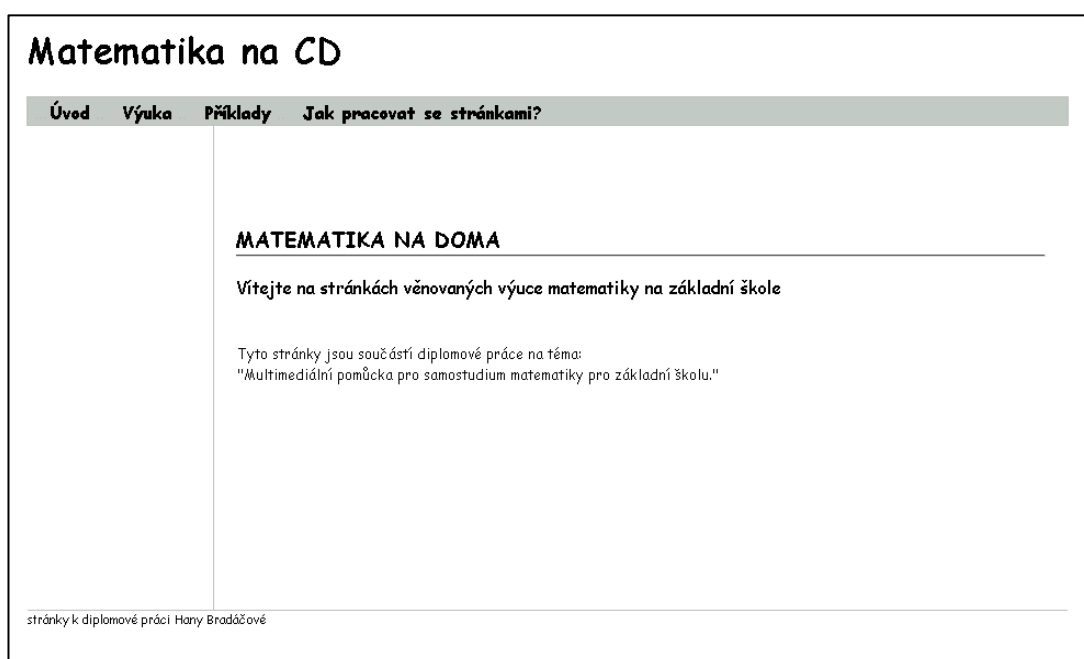 Matematika na CD
Úvod Výuka Příklady Jak pracovat se stránkami?
MATEMATIKA NA DOMA
Vítejte na stránkách věnovaných výuce matematiky na základní škole
Tyto stránky jsou součástí diplomové práce na téma:
"Multimediální pomůcka pro samostudium matematiky pro základní školu."
stránky k diplomové práci Hany Bradáčové